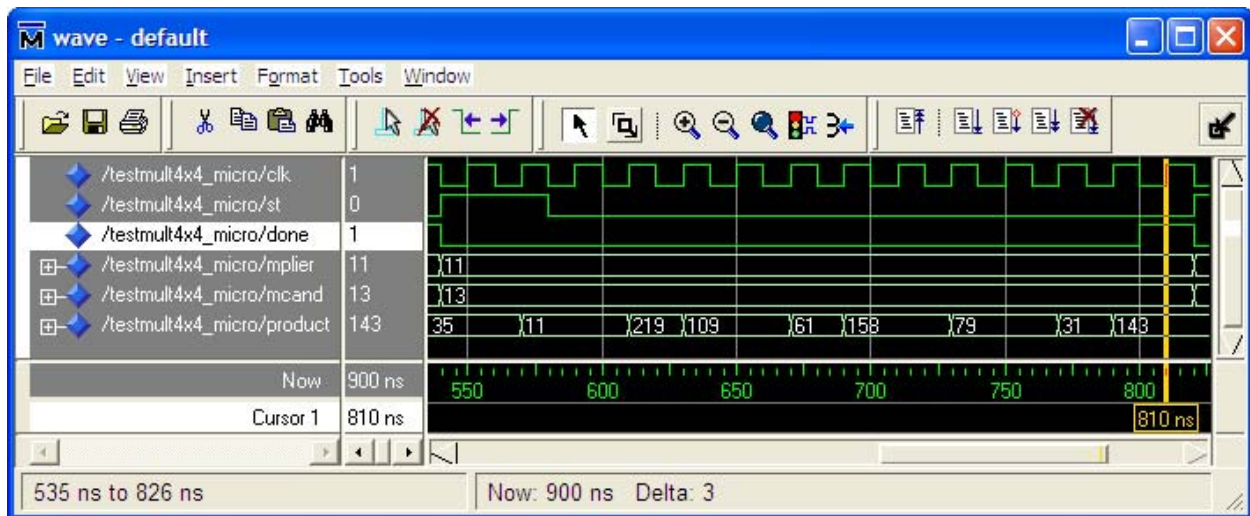 wave - default
File Edit View Insert Format Tools Window
/testmult4x4_micro/clk 1
/testmult4x4_micro/st 0
/testmult4x4_micro/done 1
/testmult4x4_micro/mplier 11 11
/testmult4x4_micro/mcand 13 13
/testmult4x4_micro/product 143 35 11 219 109 61 158 79 31 143
Now 900 ns 550 600 650 700 750 800
Cursor 1 810 ns 810 ns
535 ns to 826 ns Now: 900 ns Delta: 3